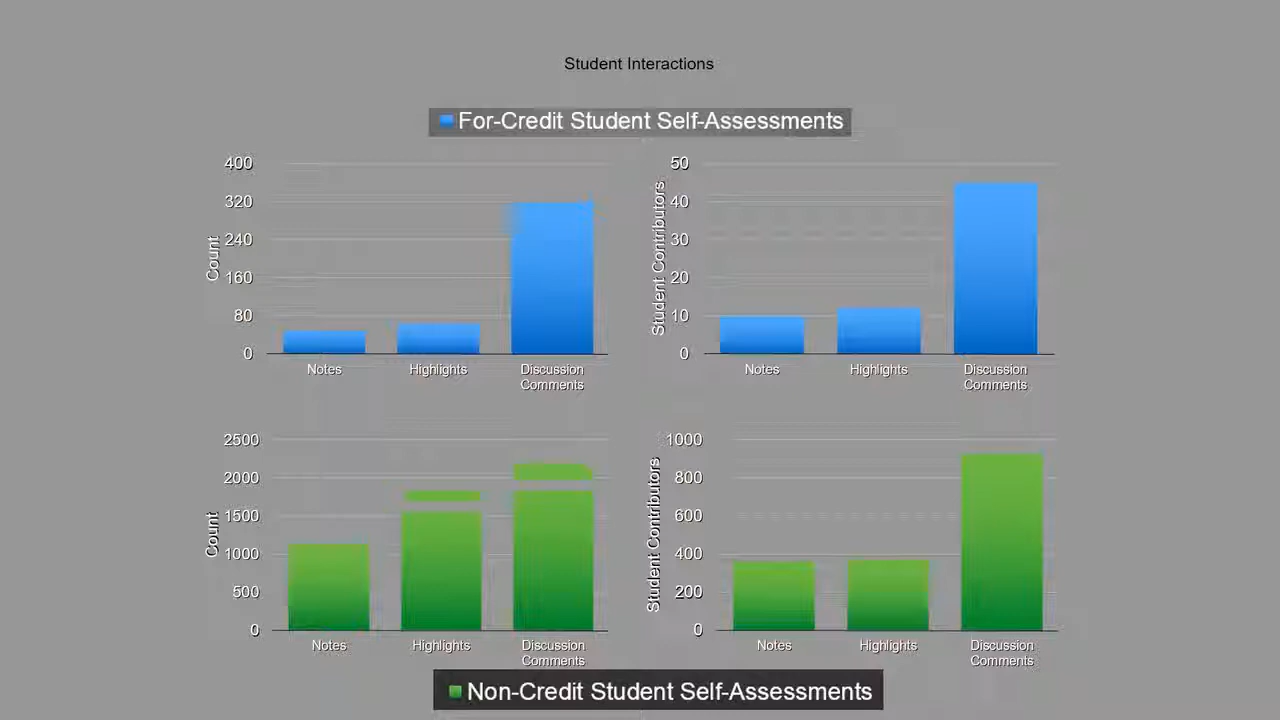 Student Interactions
For-Credit Student Self-Assessments
400
320
240
160
80
0
Count
Notes
Highlights
Discussion
Comments
50
40
30
20
10
0
Student Contributors
Notes
Highlights
Discussion
Comments
2500
2000
1500
1000
500
0
Count
Notes
Highlights
Discussion
Comments
1000
800
600
400
200
0
Student Contributors
Notes
Highlights
Discussion
Comments
Non-Credit Student Self-Assessments